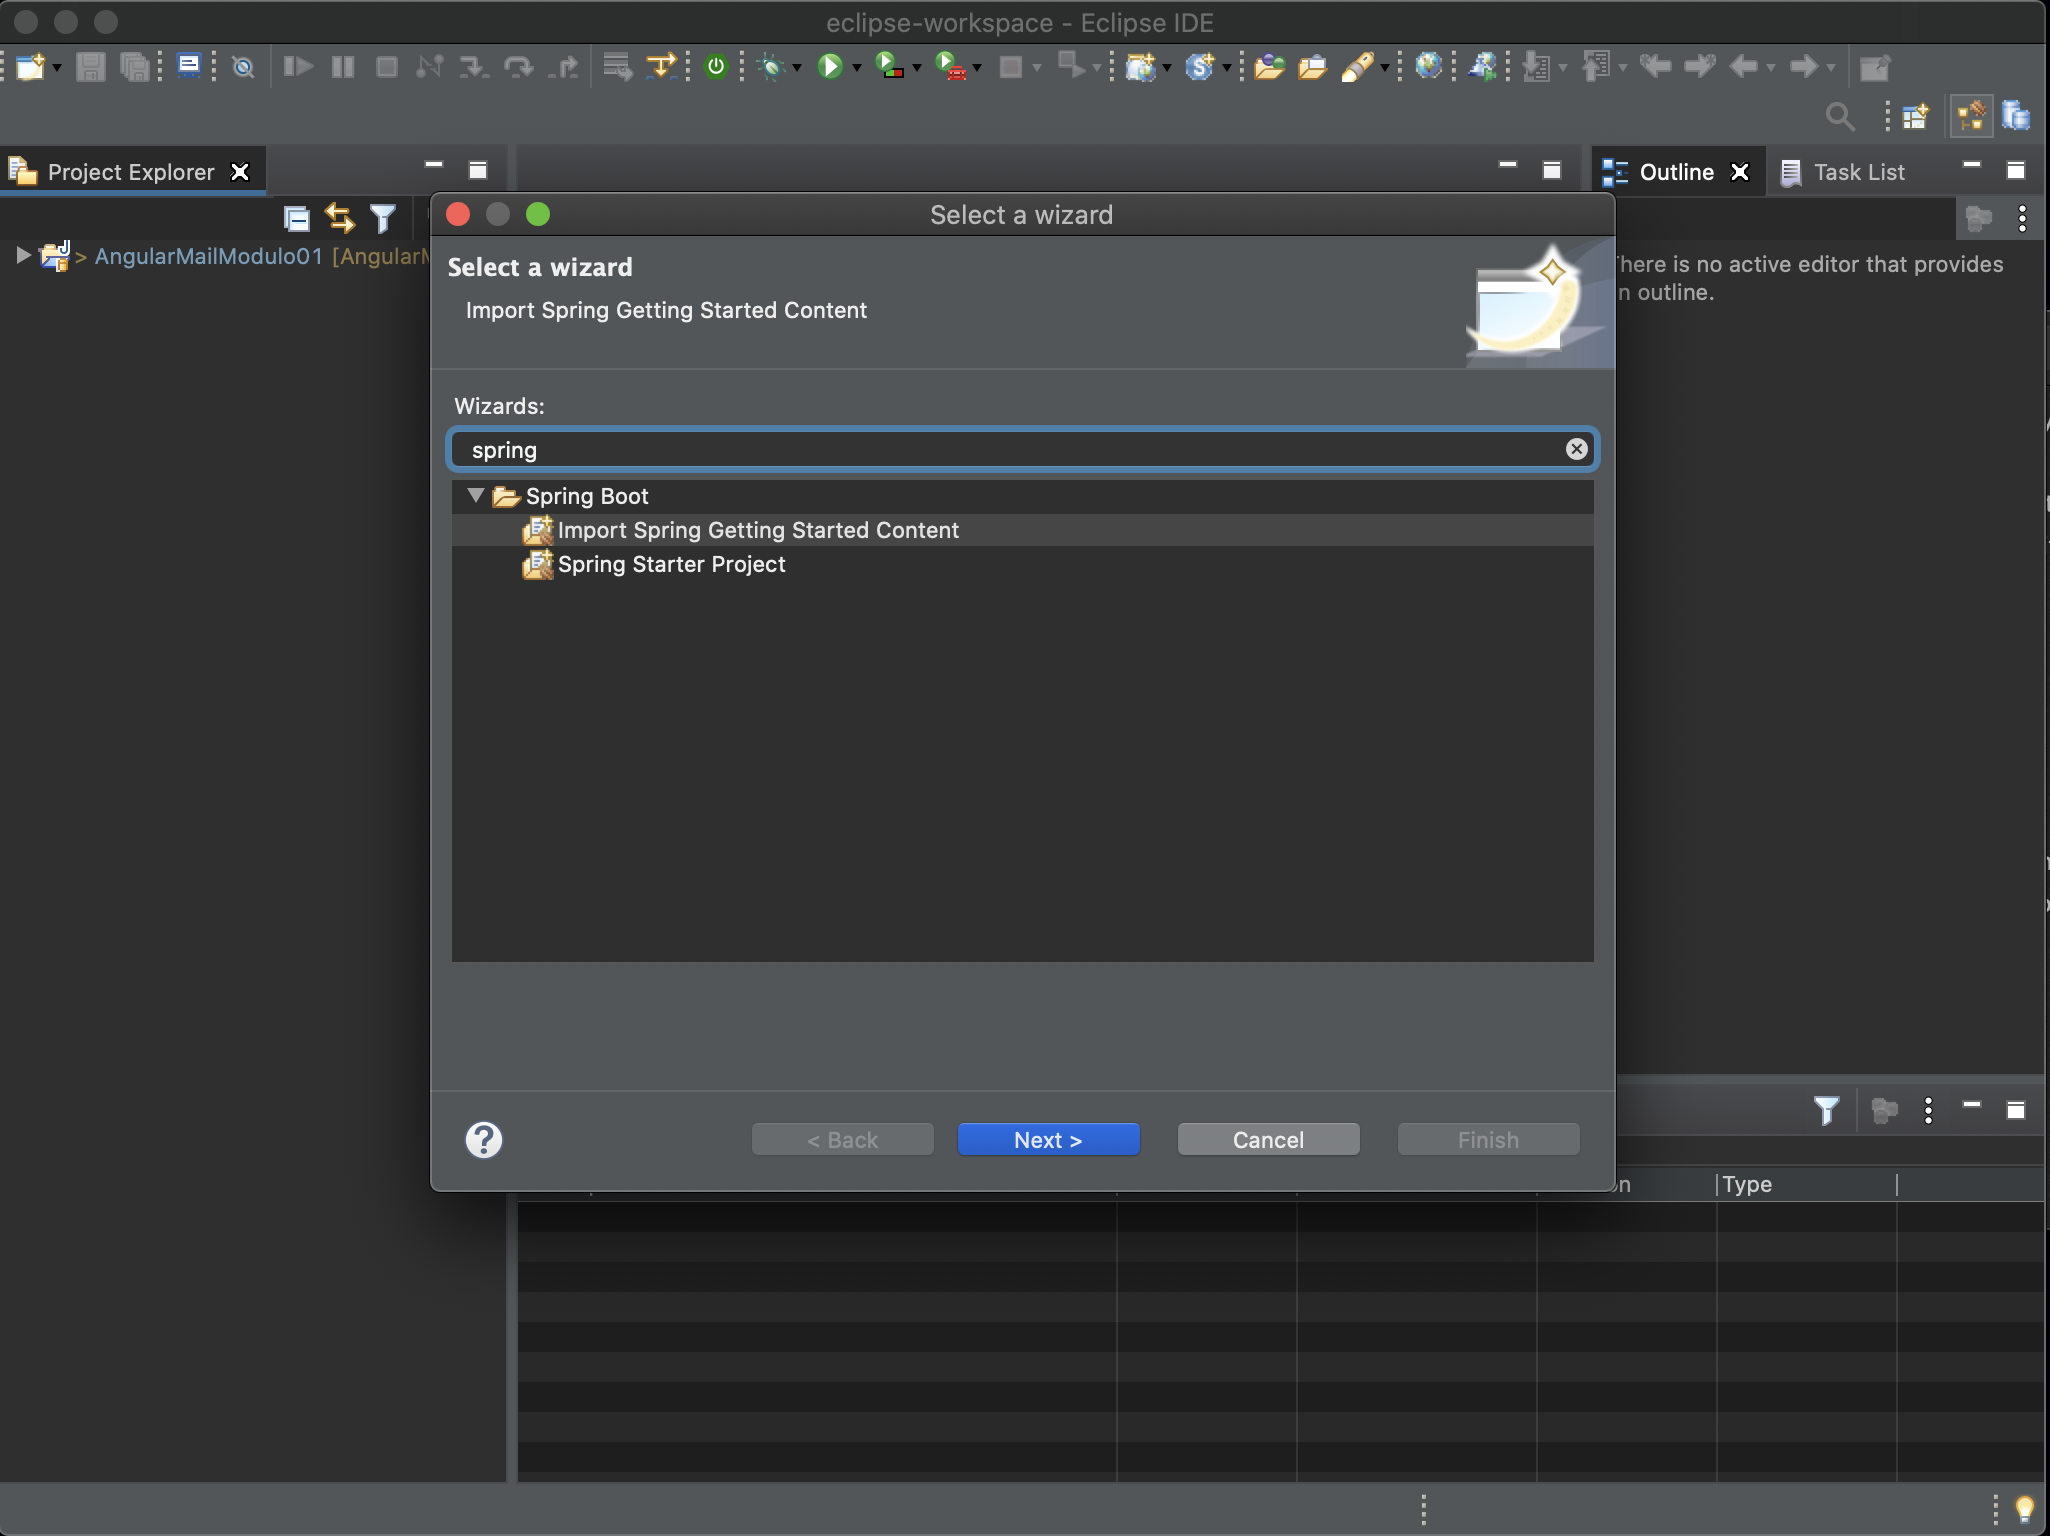 eclipse-workspace - Eclipse IDE
Project Explorer
Outline
Task List
> AngularMailModulo01 [Angular
Select a wizard
Select a wizard
Import Spring Getting Started Content
here is no active editor that provides
n outline.
Wizards:
spring
Spring Boot
Import Spring Getting Started Content
Spring Starter Project
< Back
Next >
Cancel
Finish
on
Type